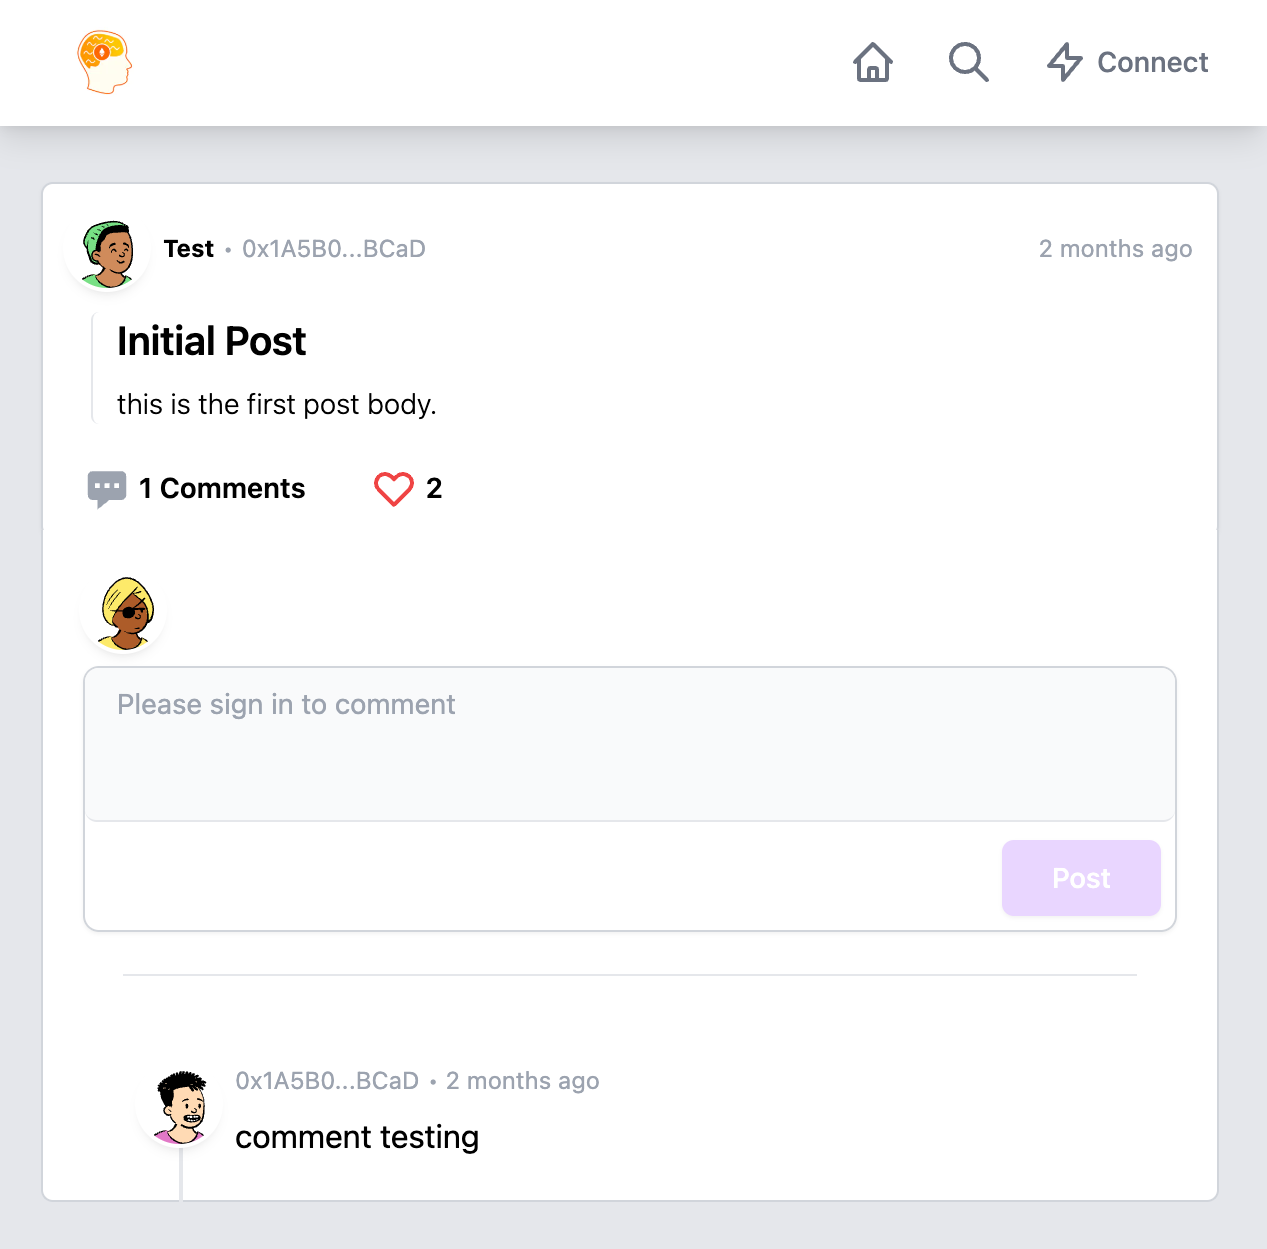 Connect
Test • 0x1A5B0...BCaD
2 months ago
Initial Post
this is the first post body.
1 Comments
2
Please sign in to comment
Post
0x1A5B0...BCaD • 2 months ago
comment testing